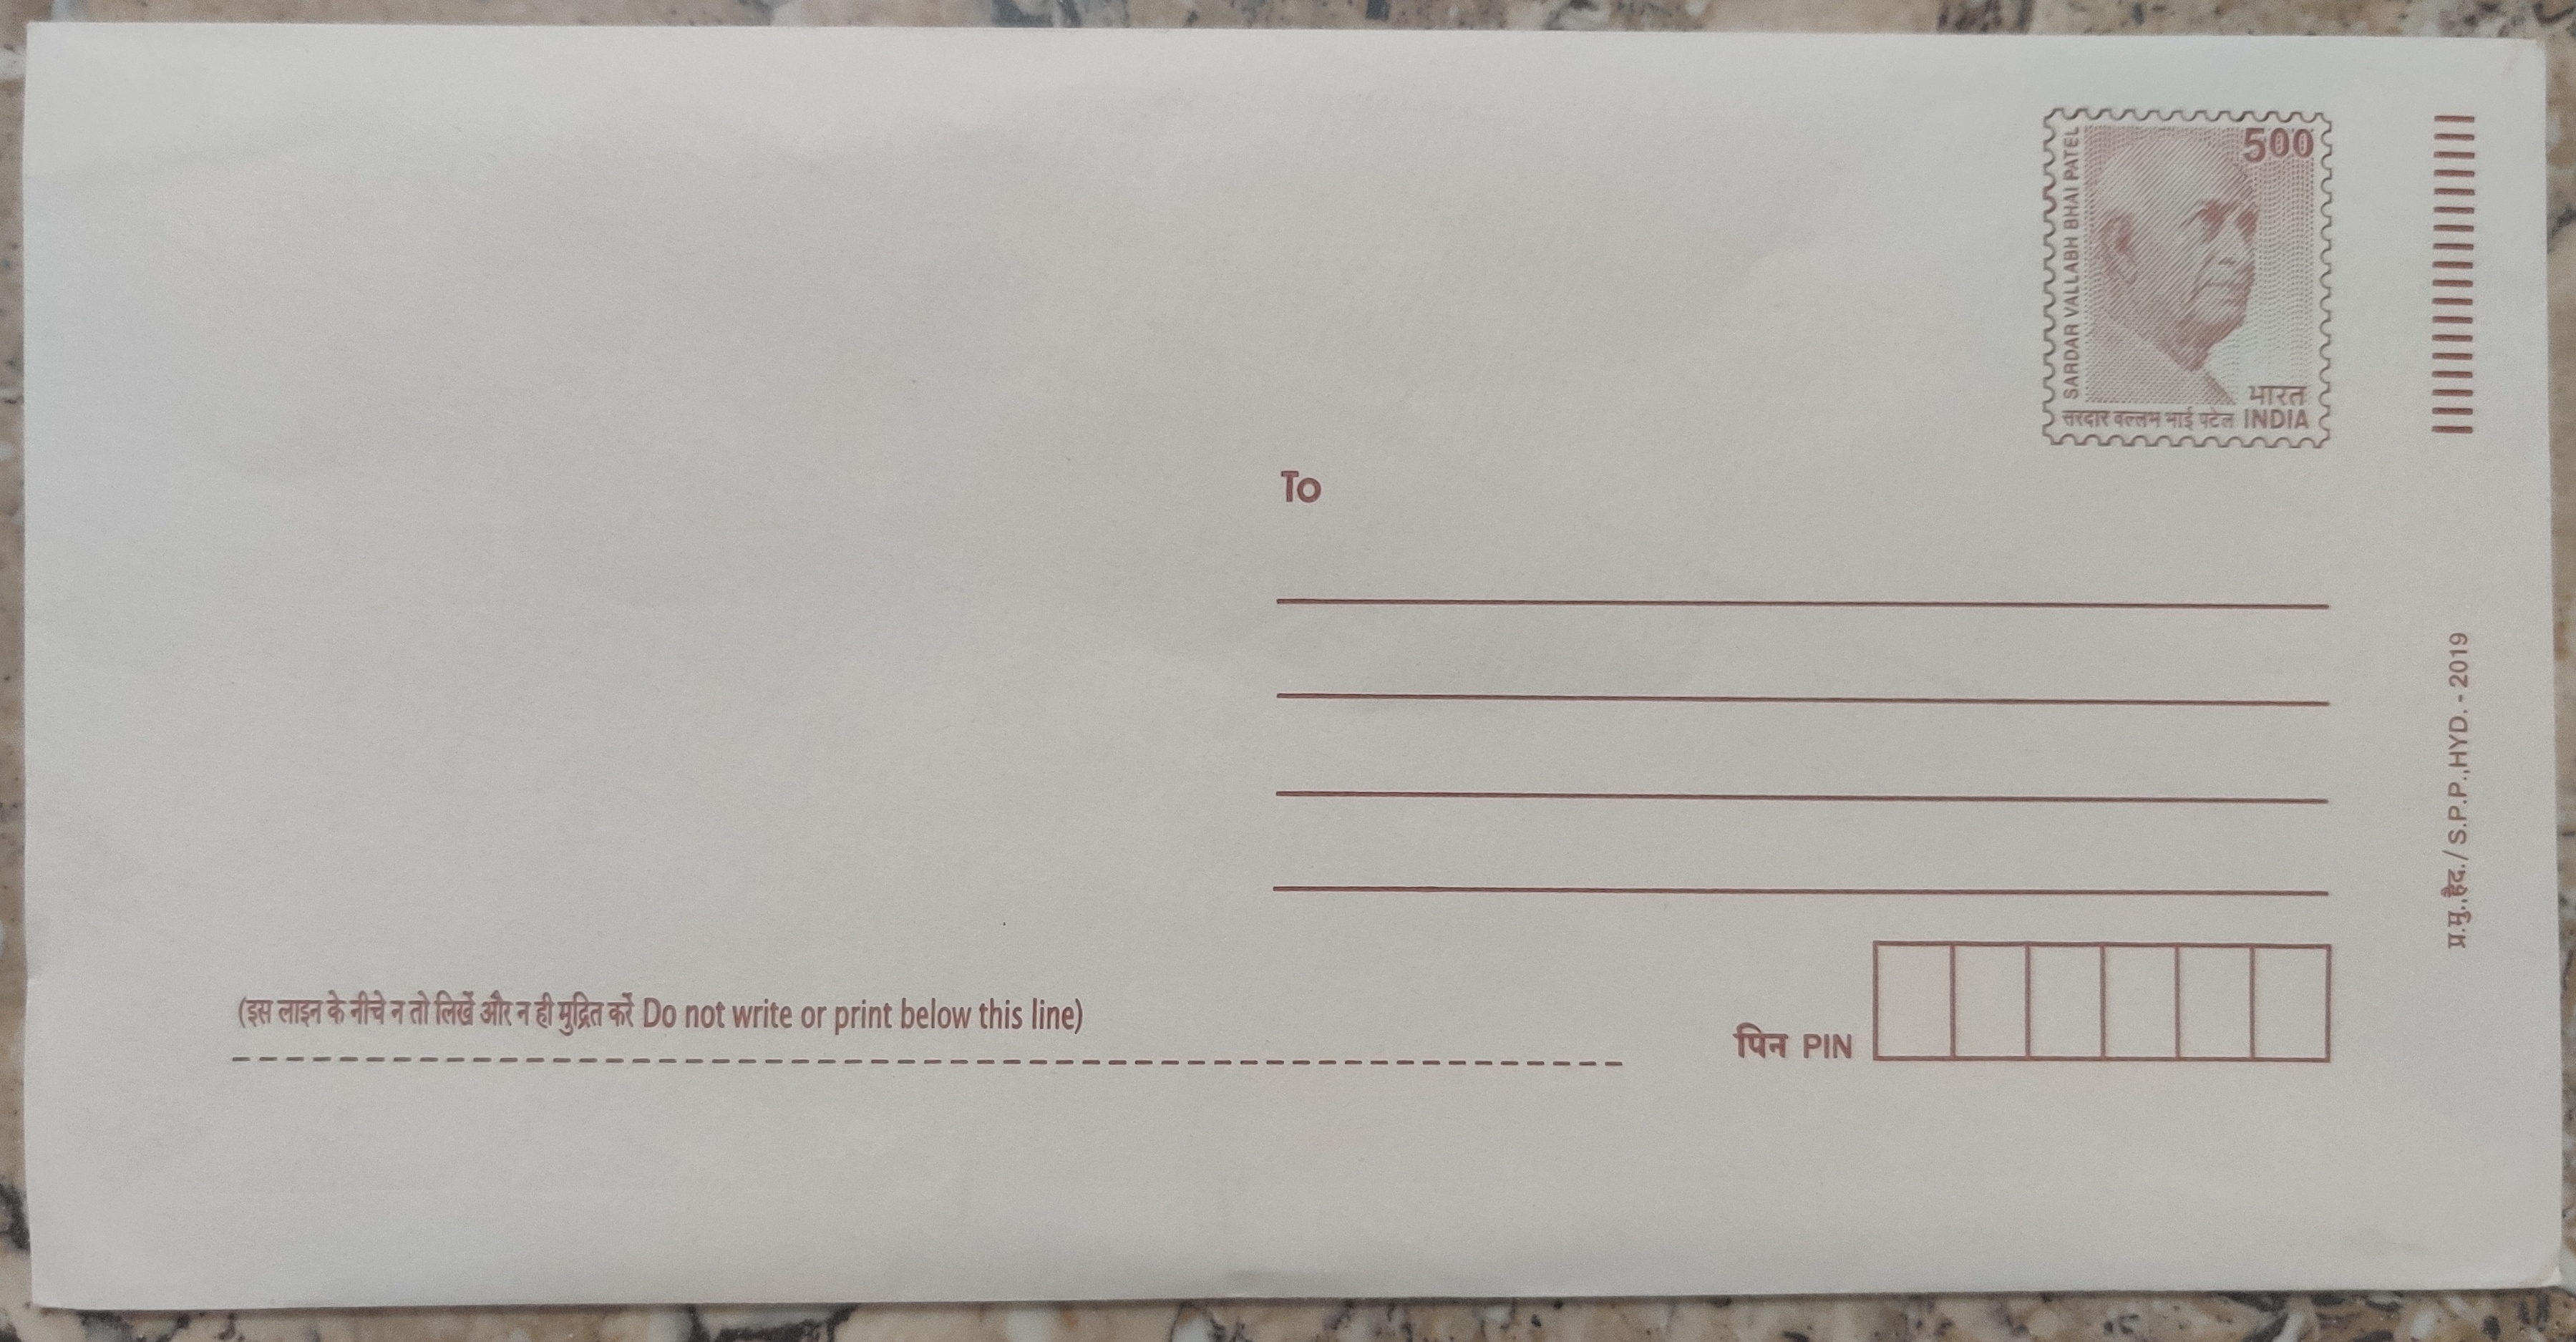 500
SARDAR VALLABH BHAI PATEL
भारत
सरदार वल्लभ भाई पटेल INDIA
To
प्र.मु.,हैद. / S.P.P.,HYD. - 2019
(इस लाइन के नीचे न तो लिखें और न ही मुद्रित करें Do not write or print below this line)
पिन PIN